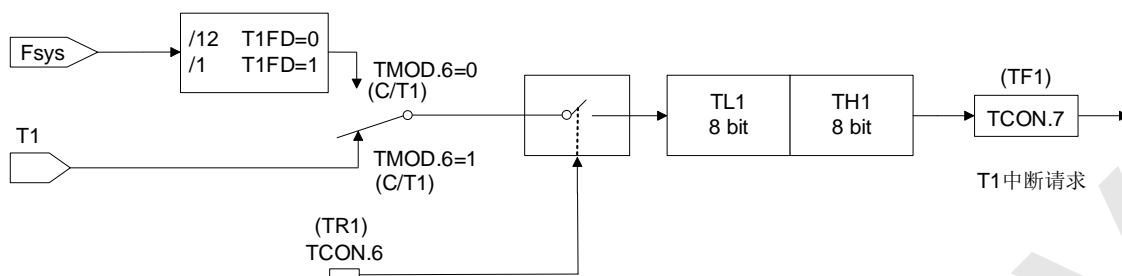 Fsys
/12 T1FD=0
/1 T1FD=1
TMOD.6=0
(C/T1)
T1
TMOD.6=1
(C/T1)
(TR1)
TCON.6
TL1
8 bit
TH1
8 bit
(TF1)
TCON.7
T1中断请求